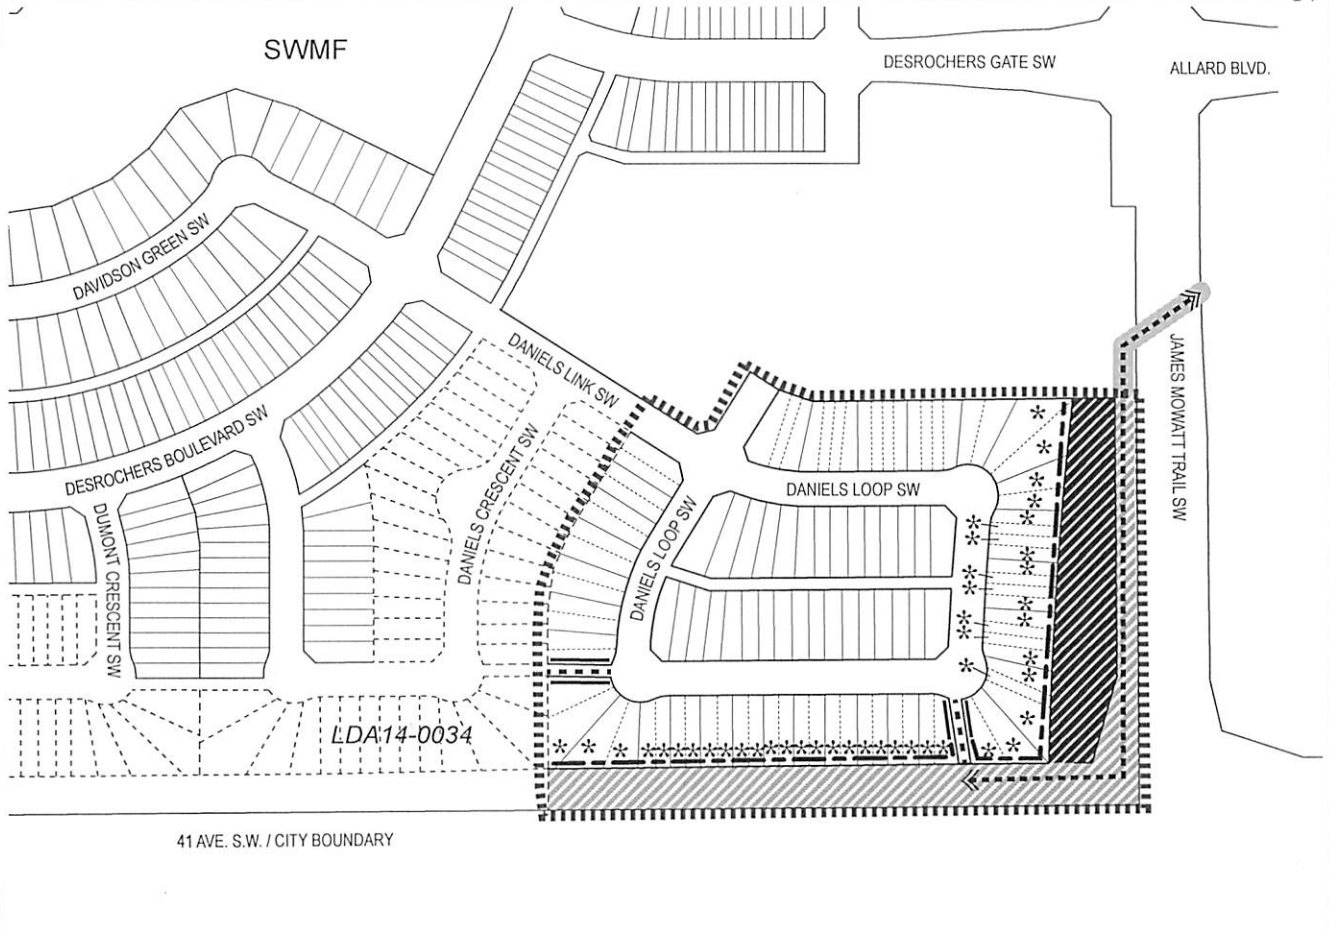 SWMF
DESROCHERS GATE SW
ALLARD BLVD.
DAVIDSON GREEN SW
DANIELS LINK SW
JAMES MOWATT TRAIL SW
DESROCHERS BOULEVARD SW
DANIELS CRESCENT SW
DANIELS LOOP SW
DUMONT CRESCENT SW
DANIELS LOOP SW
LDA14-0034
41 AVE. S.W. / CITY BOUNDARY